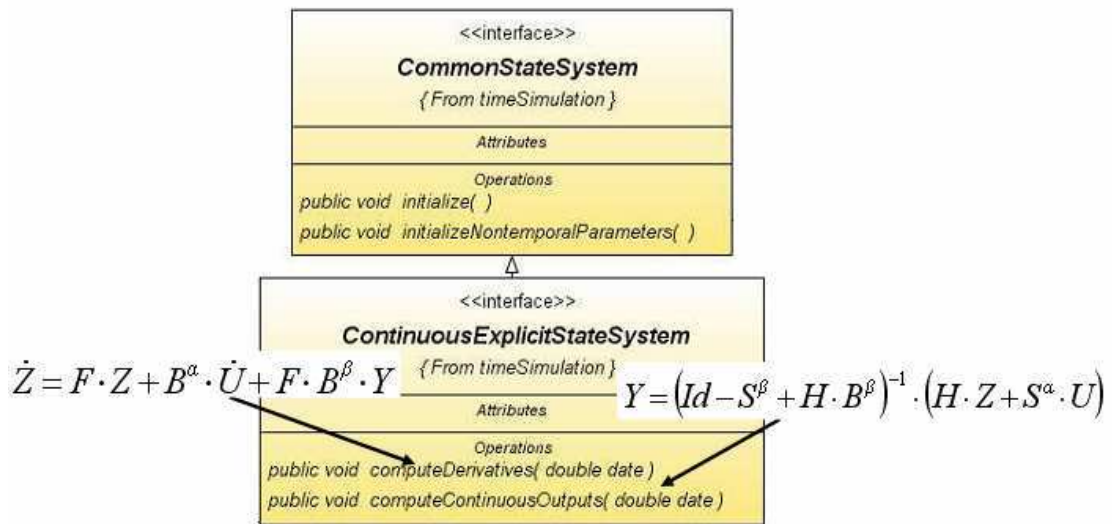 <<interface>>
CommonStateSystem
{ From timeSimulation }
Attributes
Operations
public void initialize( )
public void initializeNontemporalParameters( )
<<interface>>
ContinuousExplicitStateSystem
{ From timeSimulation }
Ż = F · Z + B^α · U̇ + F · B^β · Y
Y = (Id − S^β + H · B^β)^−1 · (H · Z + S^α · U)
Attributes
Operations
public void computeDerivatives( double date )
public void computeContinuousOutputs( double date )